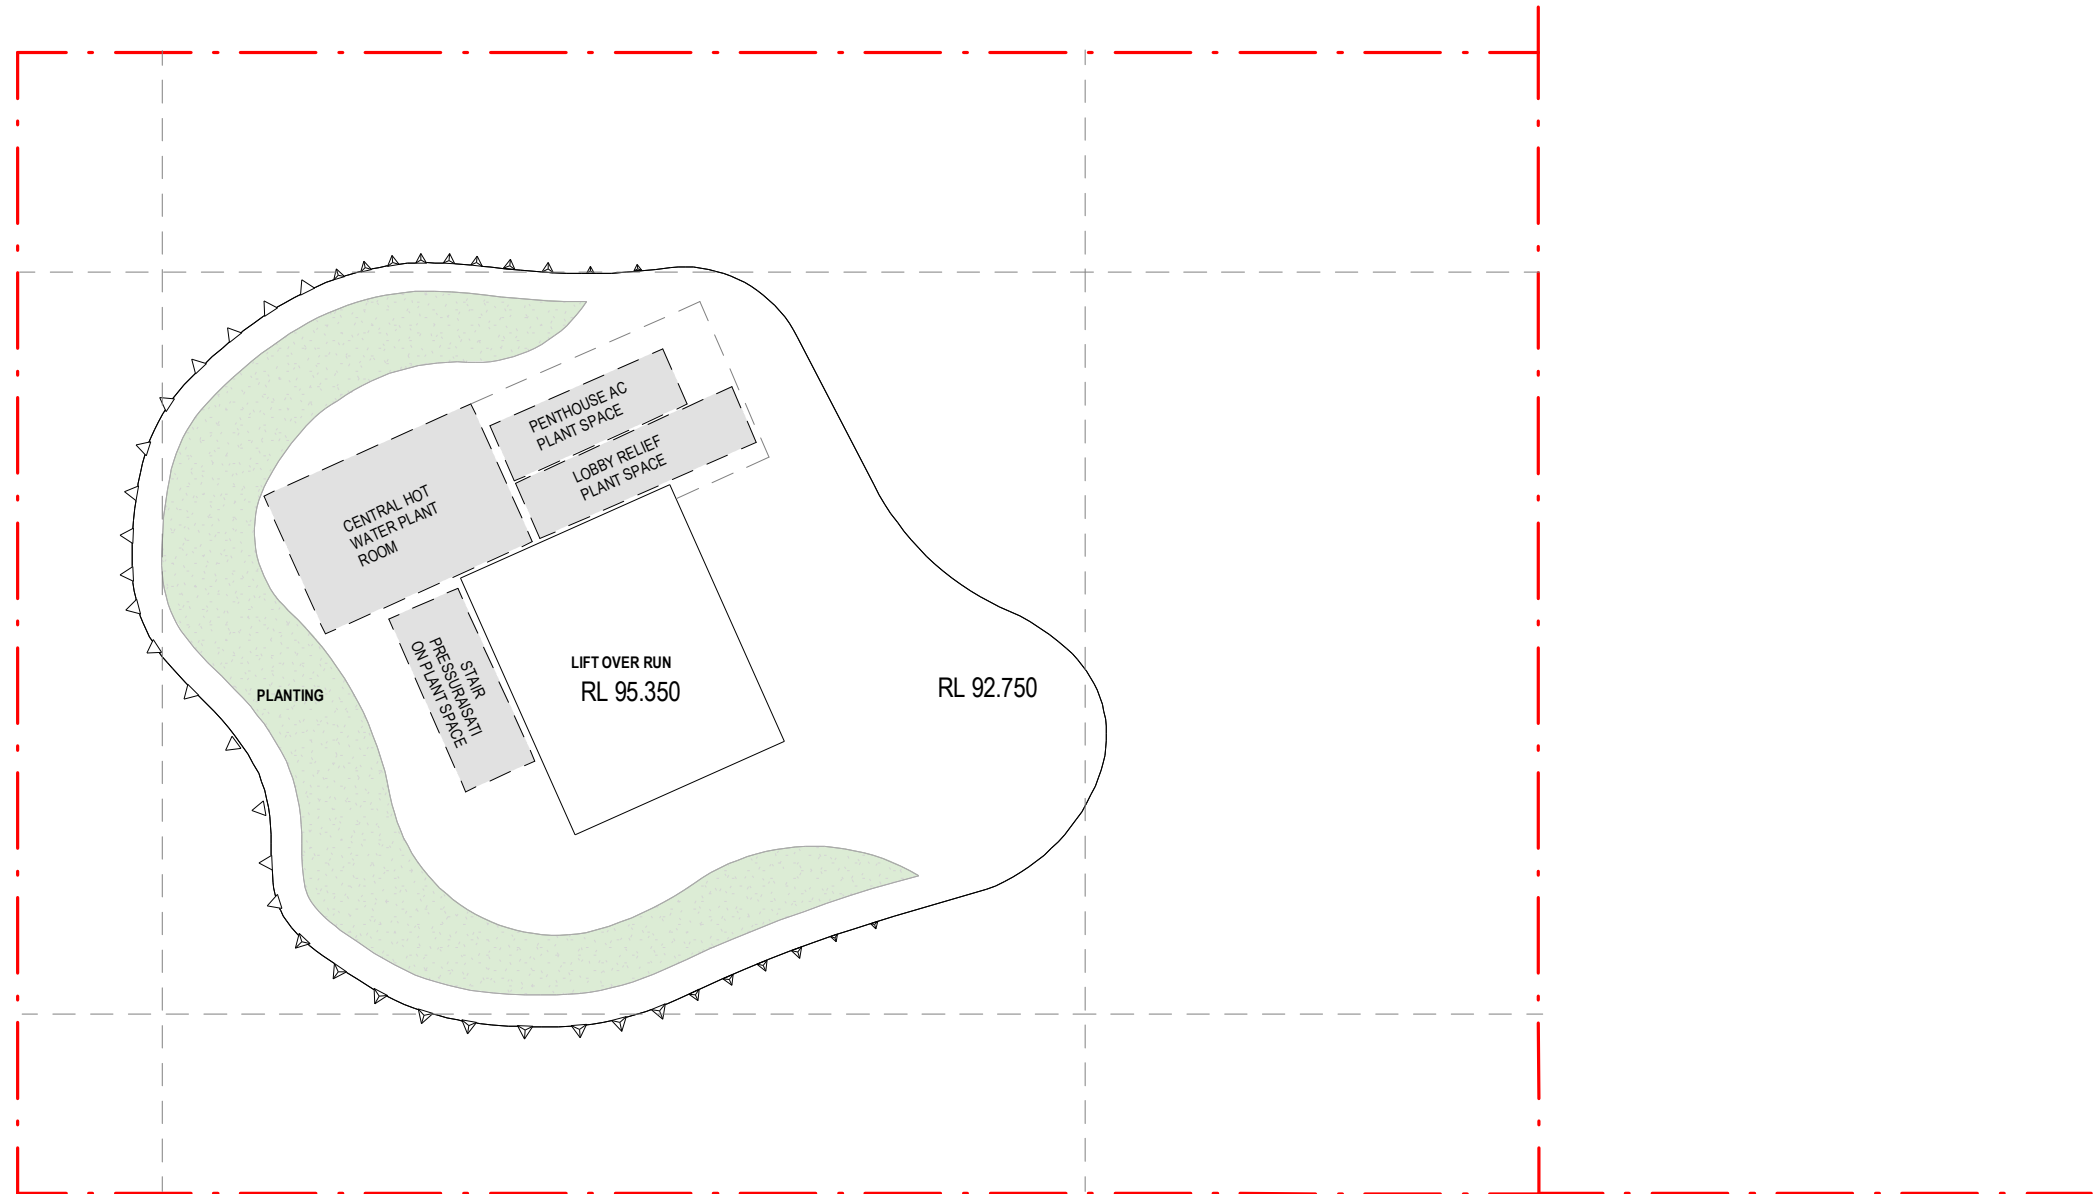 PENTHOUSE AC
PLANT SPACE
LOBBY RELIEF
PLANT SPACE
CENTRAL HOT
WATER PLANT
ROOM
STAIR
PRESSURAISATI
ON PLANT SPACE
LIFT OVER RUN
RL 95.350
RL 92.750
PLANTING